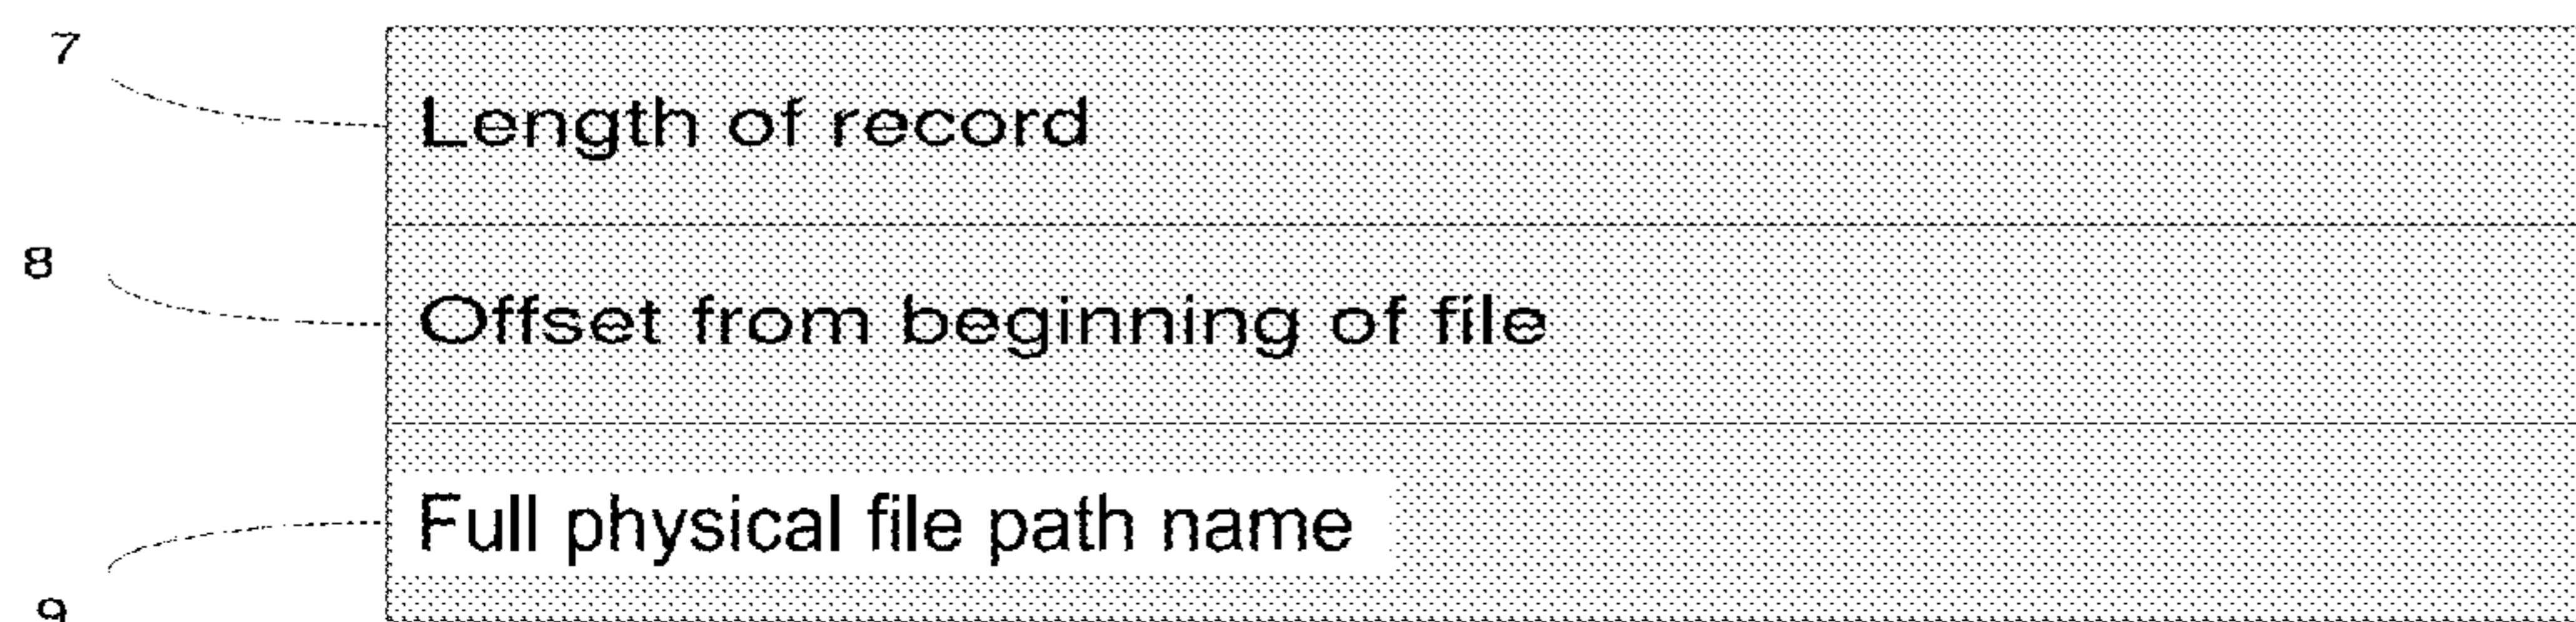 7
Length of record
8
Offset from beginning of file
Full physical file path name
9